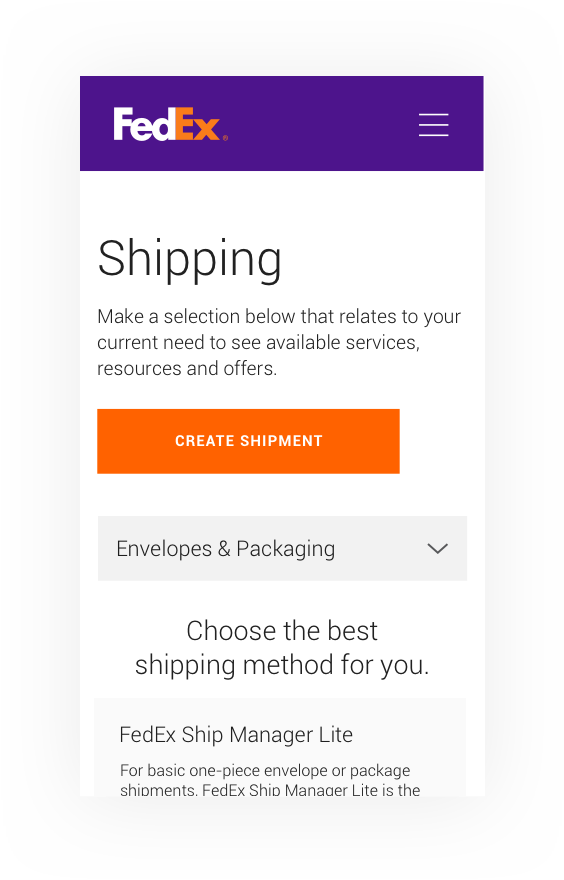 FedEx®
Shipping
Make a selection below that relates to your
current need to see available services,
resources and offers.
CREATE SHIPMENT
Envelopes & Packaging
Choose the best
shipping method for you.
FedEx Ship Manager Lite
For basic one-piece envelope or package
shipments, FedEx Ship Manager Lite is the